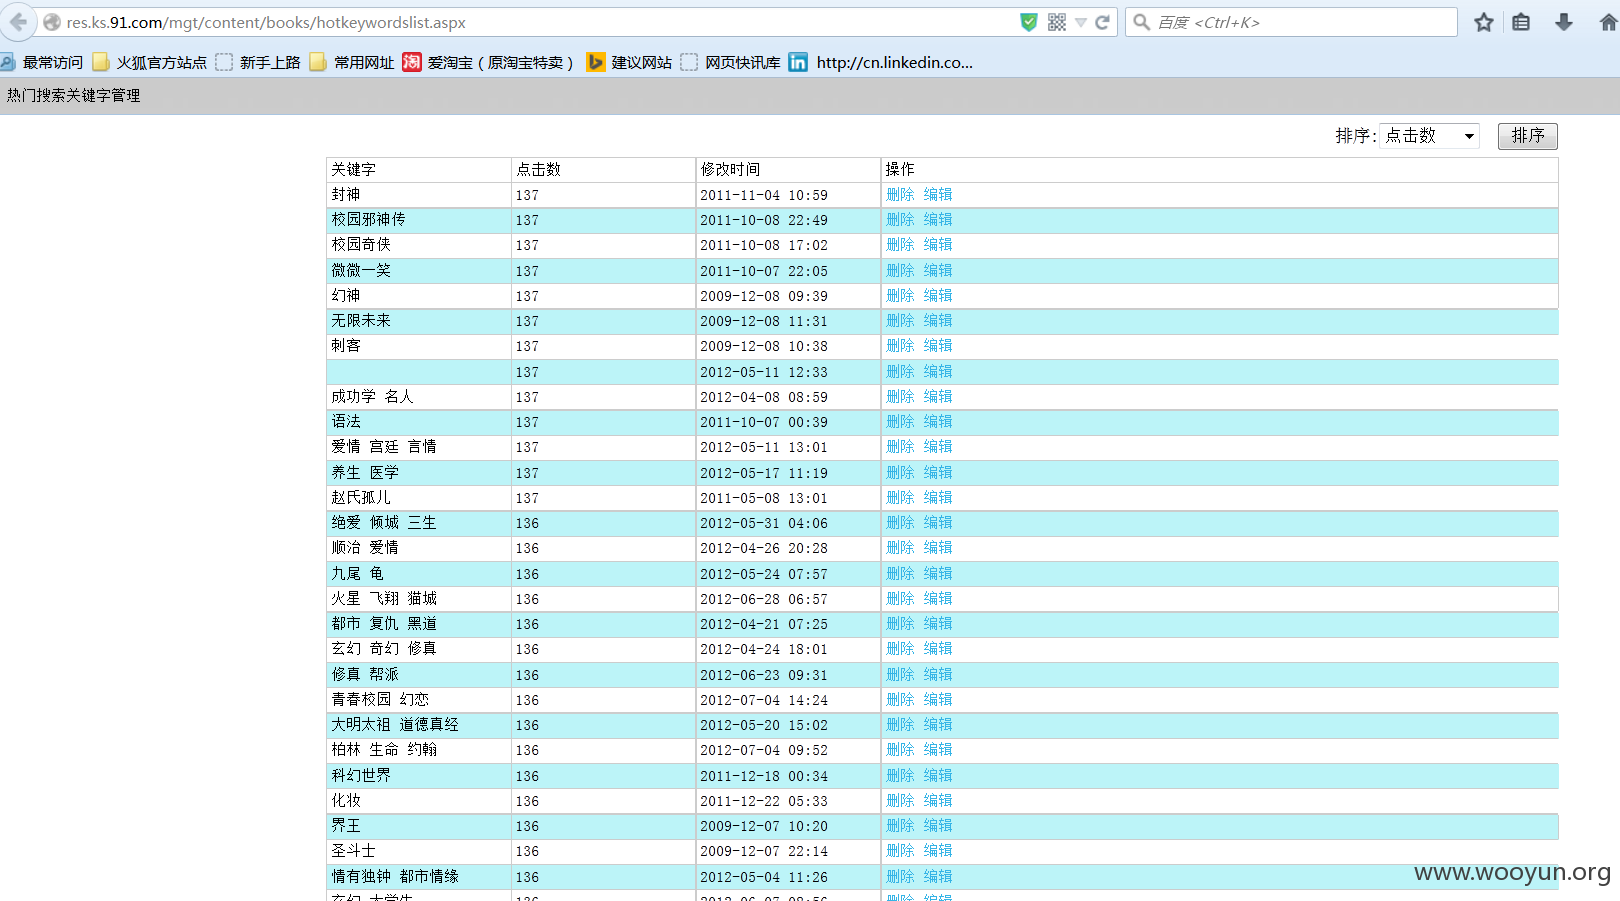 res.ks.91.com/mgt/content/books/hotkeywordslist.aspx 百度 <Ctrl+K>
最常访问 火狐官方站点 新手上路 常用网址 淘 爱淘宝（原淘宝特卖） 建议网站 网页快讯库 in http://cn.linkedin.co...
热门搜索关键字管理
排序: 点击数 排序
关键字 点击数 修改时间 操作
封神 137 2011-11-04 10:59 删除 编辑
校园邪神传 137 2011-10-08 22:49 删除 编辑
校园奇侠 137 2011-10-08 17:02 删除 编辑
微微一笑 137 2011-10-07 22:05 删除 编辑
幻神 137 2009-12-08 09:39 删除 编辑
无限未来 137 2009-12-08 11:31 删除 编辑
刺客 137 2009-12-08 10:38 删除 编辑
137 2012-05-11 12:33 删除 编辑
成功学 名人 137 2012-04-08 08:59 删除 编辑
语法 137 2011-10-07 00:39 删除 编辑
爱情 宫廷 言情 137 2012-05-11 13:01 删除 编辑
养生 医学 137 2012-05-17 11:19 删除 编辑
赵氏孤儿 137 2011-05-08 13:01 删除 编辑
绝爱 倾城 三生 136 2012-05-31 04:06 删除 编辑
顺治 爱情 136 2012-04-26 20:28 删除 编辑
九尾 龟 136 2012-05-24 07:57 删除 编辑
火星 飞翔 猫城 136 2012-06-28 06:57 删除 编辑
都市 复仇 黑道 136 2012-04-21 07:25 删除 编辑
玄幻 奇幻 修真 136 2012-04-24 18:01 删除 编辑
修真 帮派 136 2012-06-23 09:31 删除 编辑
青春校园 幻恋 136 2012-07-04 14:24 删除 编辑
大明太祖 道德真经 136 2012-05-20 15:02 删除 编辑
柏林 生命 约翰 136 2012-07-04 09:52 删除 编辑
科幻世界 136 2011-12-18 00:34 删除 编辑
化妆 136 2011-12-22 05:33 删除 编辑
界王 136 2009-12-07 10:20 删除 编辑
圣斗士 136 2009-12-07 22:14 删除 编辑
情有独钟 都市情缘 136 2012-05-04 11:26 删除 编辑
玄幻 大学生 136 2012-06-07 08:56 删除 编辑
www.wooyun.org